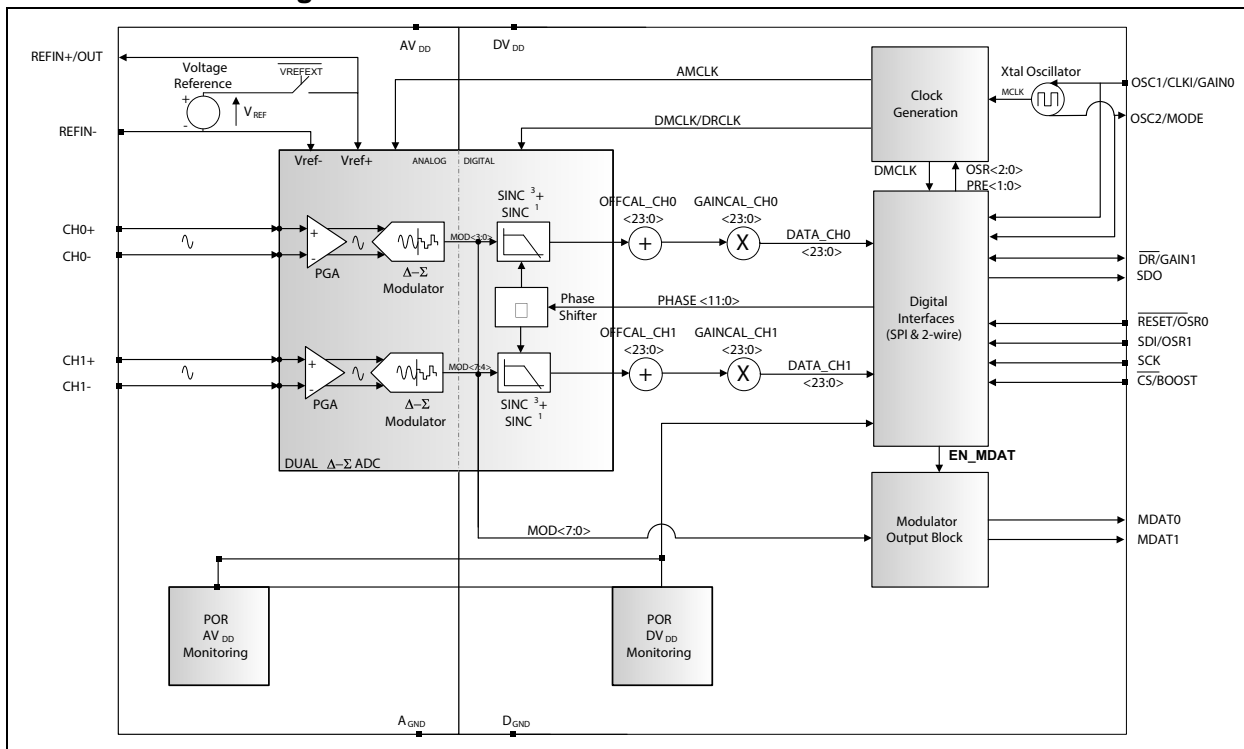 AV DD
DV DD
REFIN+/OUT
Voltage
Reference
VREFEXT
+
-
V REF
REFIN-
AMCLK
DMCLK/DRCLK
Clock
Generation
Xtal Oscillator
MCLK
OSC1/CLKI/GAIN0
OSC2/MODE
Vref-
Vref+
ANALOG
DIGITAL
DMCLK
OSR<2:0>
PRE<1:0>
CH0+
CH0-
+
-
PGA
Δ–Σ
Modulator
MOD<3:0>
SINC 3 +
SINC 1
OFFCAL_CH0
<23:0>
+
GAINCAL_CH0
<23:0>
X
DATA_CH0
<23:0>
Phase
Shifter
PHASE <11:0>
Digital
Interfaces
(SPI & 2-wire)
DR/GAIN1
SDO
RESET/OSR0
SDI/OSR1
SCK
CS/BOOST
CH1+
CH1-
+
-
PGA
Δ–Σ
Modulator
MOD<7:4>
SINC 3 +
SINC 1
OFFCAL_CH1
<23:0>
+
GAINCAL_CH1
<23:0>
X
DATA_CH1
<23:0>
DUAL Δ–Σ ADC
EN_MDAT
MOD<7:0>
Modulator
Output Block
MDAT0
MDAT1
POR
AV DD
Monitoring
POR
DV DD
Monitoring
A GND
D GND